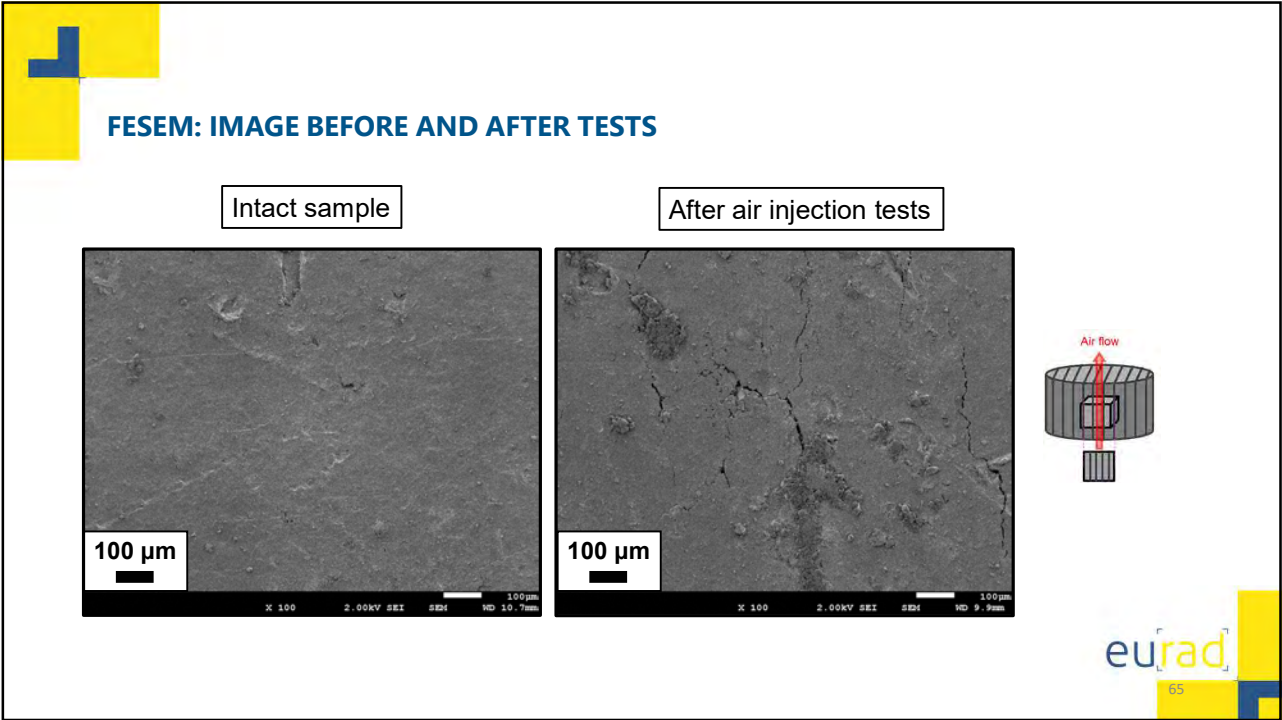 FESEM: IMAGE BEFORE AND AFTER TESTS
Intact sample
After air injection tests
100 µm
100µm
X 100 2.00kV SEI SEM WD 10.7mm
100 µm
100µm
X 100 2.00kV SEI SEM WD 9.9mm
Air flow
eurad
65